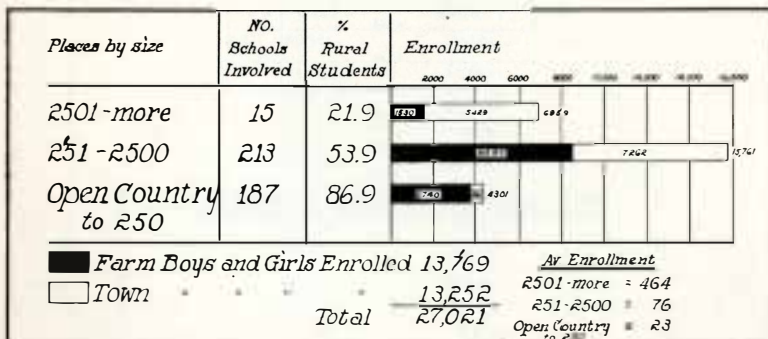 NO. %
Places by size Schools Rural Enrollment
Involved Students
2000 4000 6000
2501-more 15 21.9 5429
251-2500 213 53.9 7262 15,761
Open Country 187 86.9 4301
to 250
Farm Boys and Girls Enrolled 13,769
Town " " " " 13,252
Total 27,021
Av Enrollment
2501-more = 464
251-2500 = 76
Open Country = 23
to